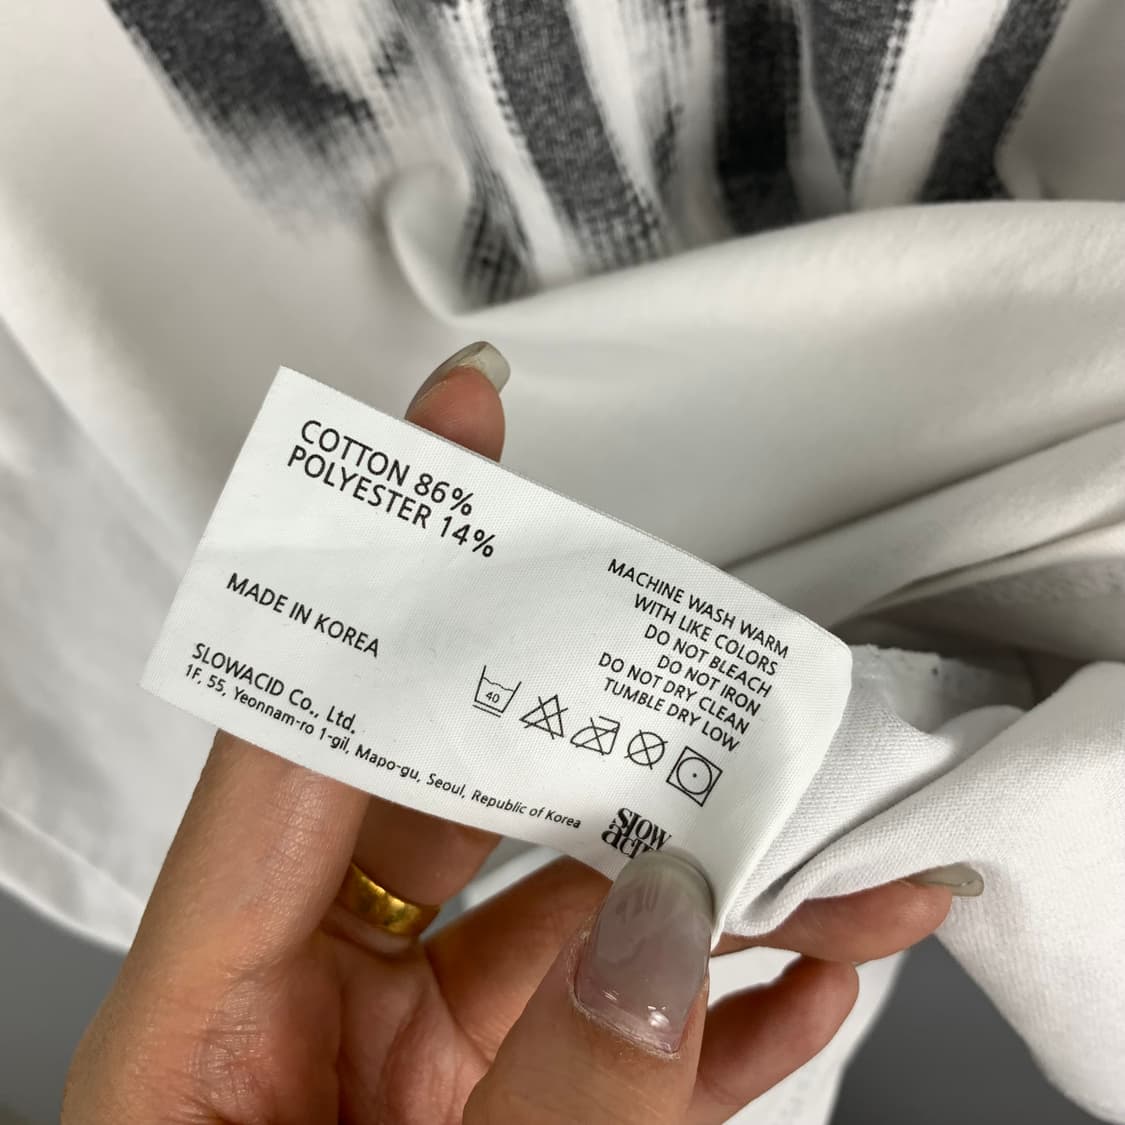 COTTON 86%
POLYESTER 14%
MADE IN KOREA
SLOWACID Co., Ltd.
1F, 55, Yeonnam-ro 1-gil, Mapo-gu, Seoul, Republic of Korea
MACHINE WASH WARM
WITH LIKE COLORS
DO NOT BLEACH
DO NOT IRON
DO NOT DRY CLEAN
TUMBLE DRY LOW
40
SLOW